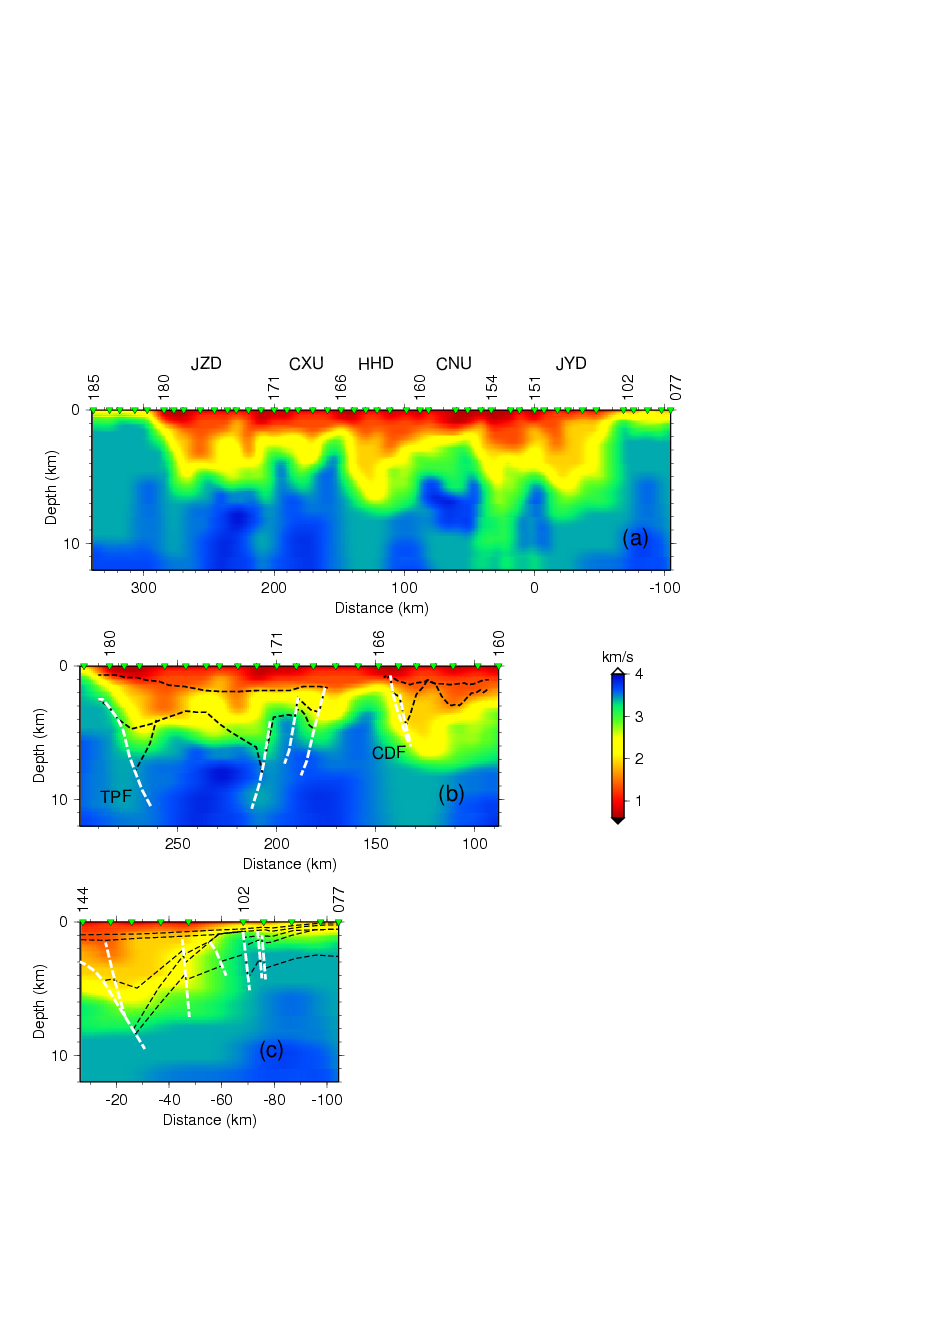 JZD CXU HHD CNU JYD
185 180 171 166 160 154 151 102 077
0
10
Depth (km)
(a)
300 200 100 0 -100
Distance (km)
180 171 166 160
0
10
Depth (km)
TPF
CDF
(b)
250 200 150 100
Distance (km)
km/s
4
3
2
1
144 102 077
0
10
Depth (km)
(c)
-20 -40 -60 -80 -100
Distance (km)